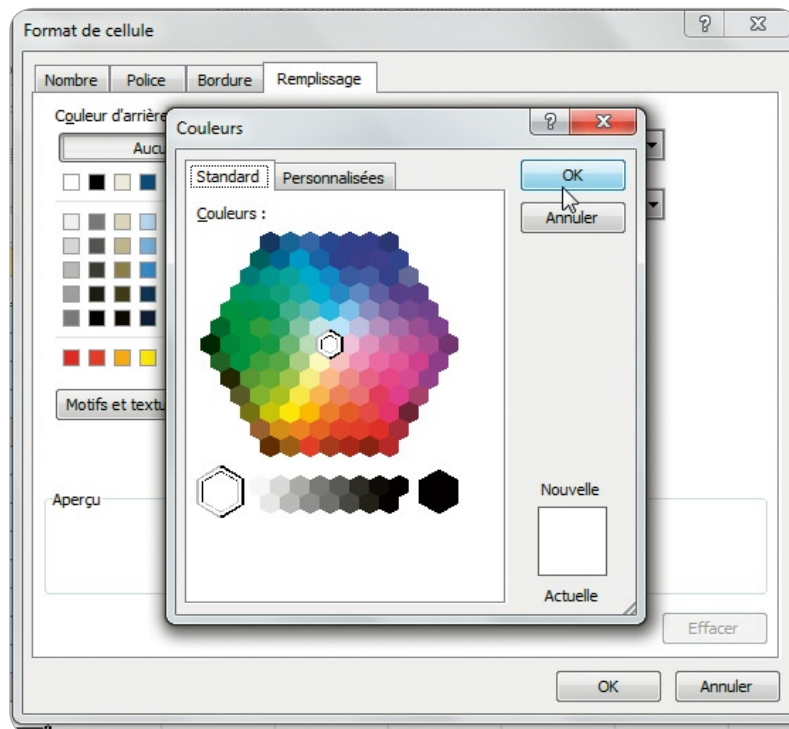 Format de cellule
Nombre Police Bordure Remplissage
Couleur d'arrière
Aucu
Motifs et textu
Aperçu
Effacer
OK Annuler
Couleurs
Standard Personnalisées
Couleurs :
OK
Annuler
Nouvelle
Actuelle